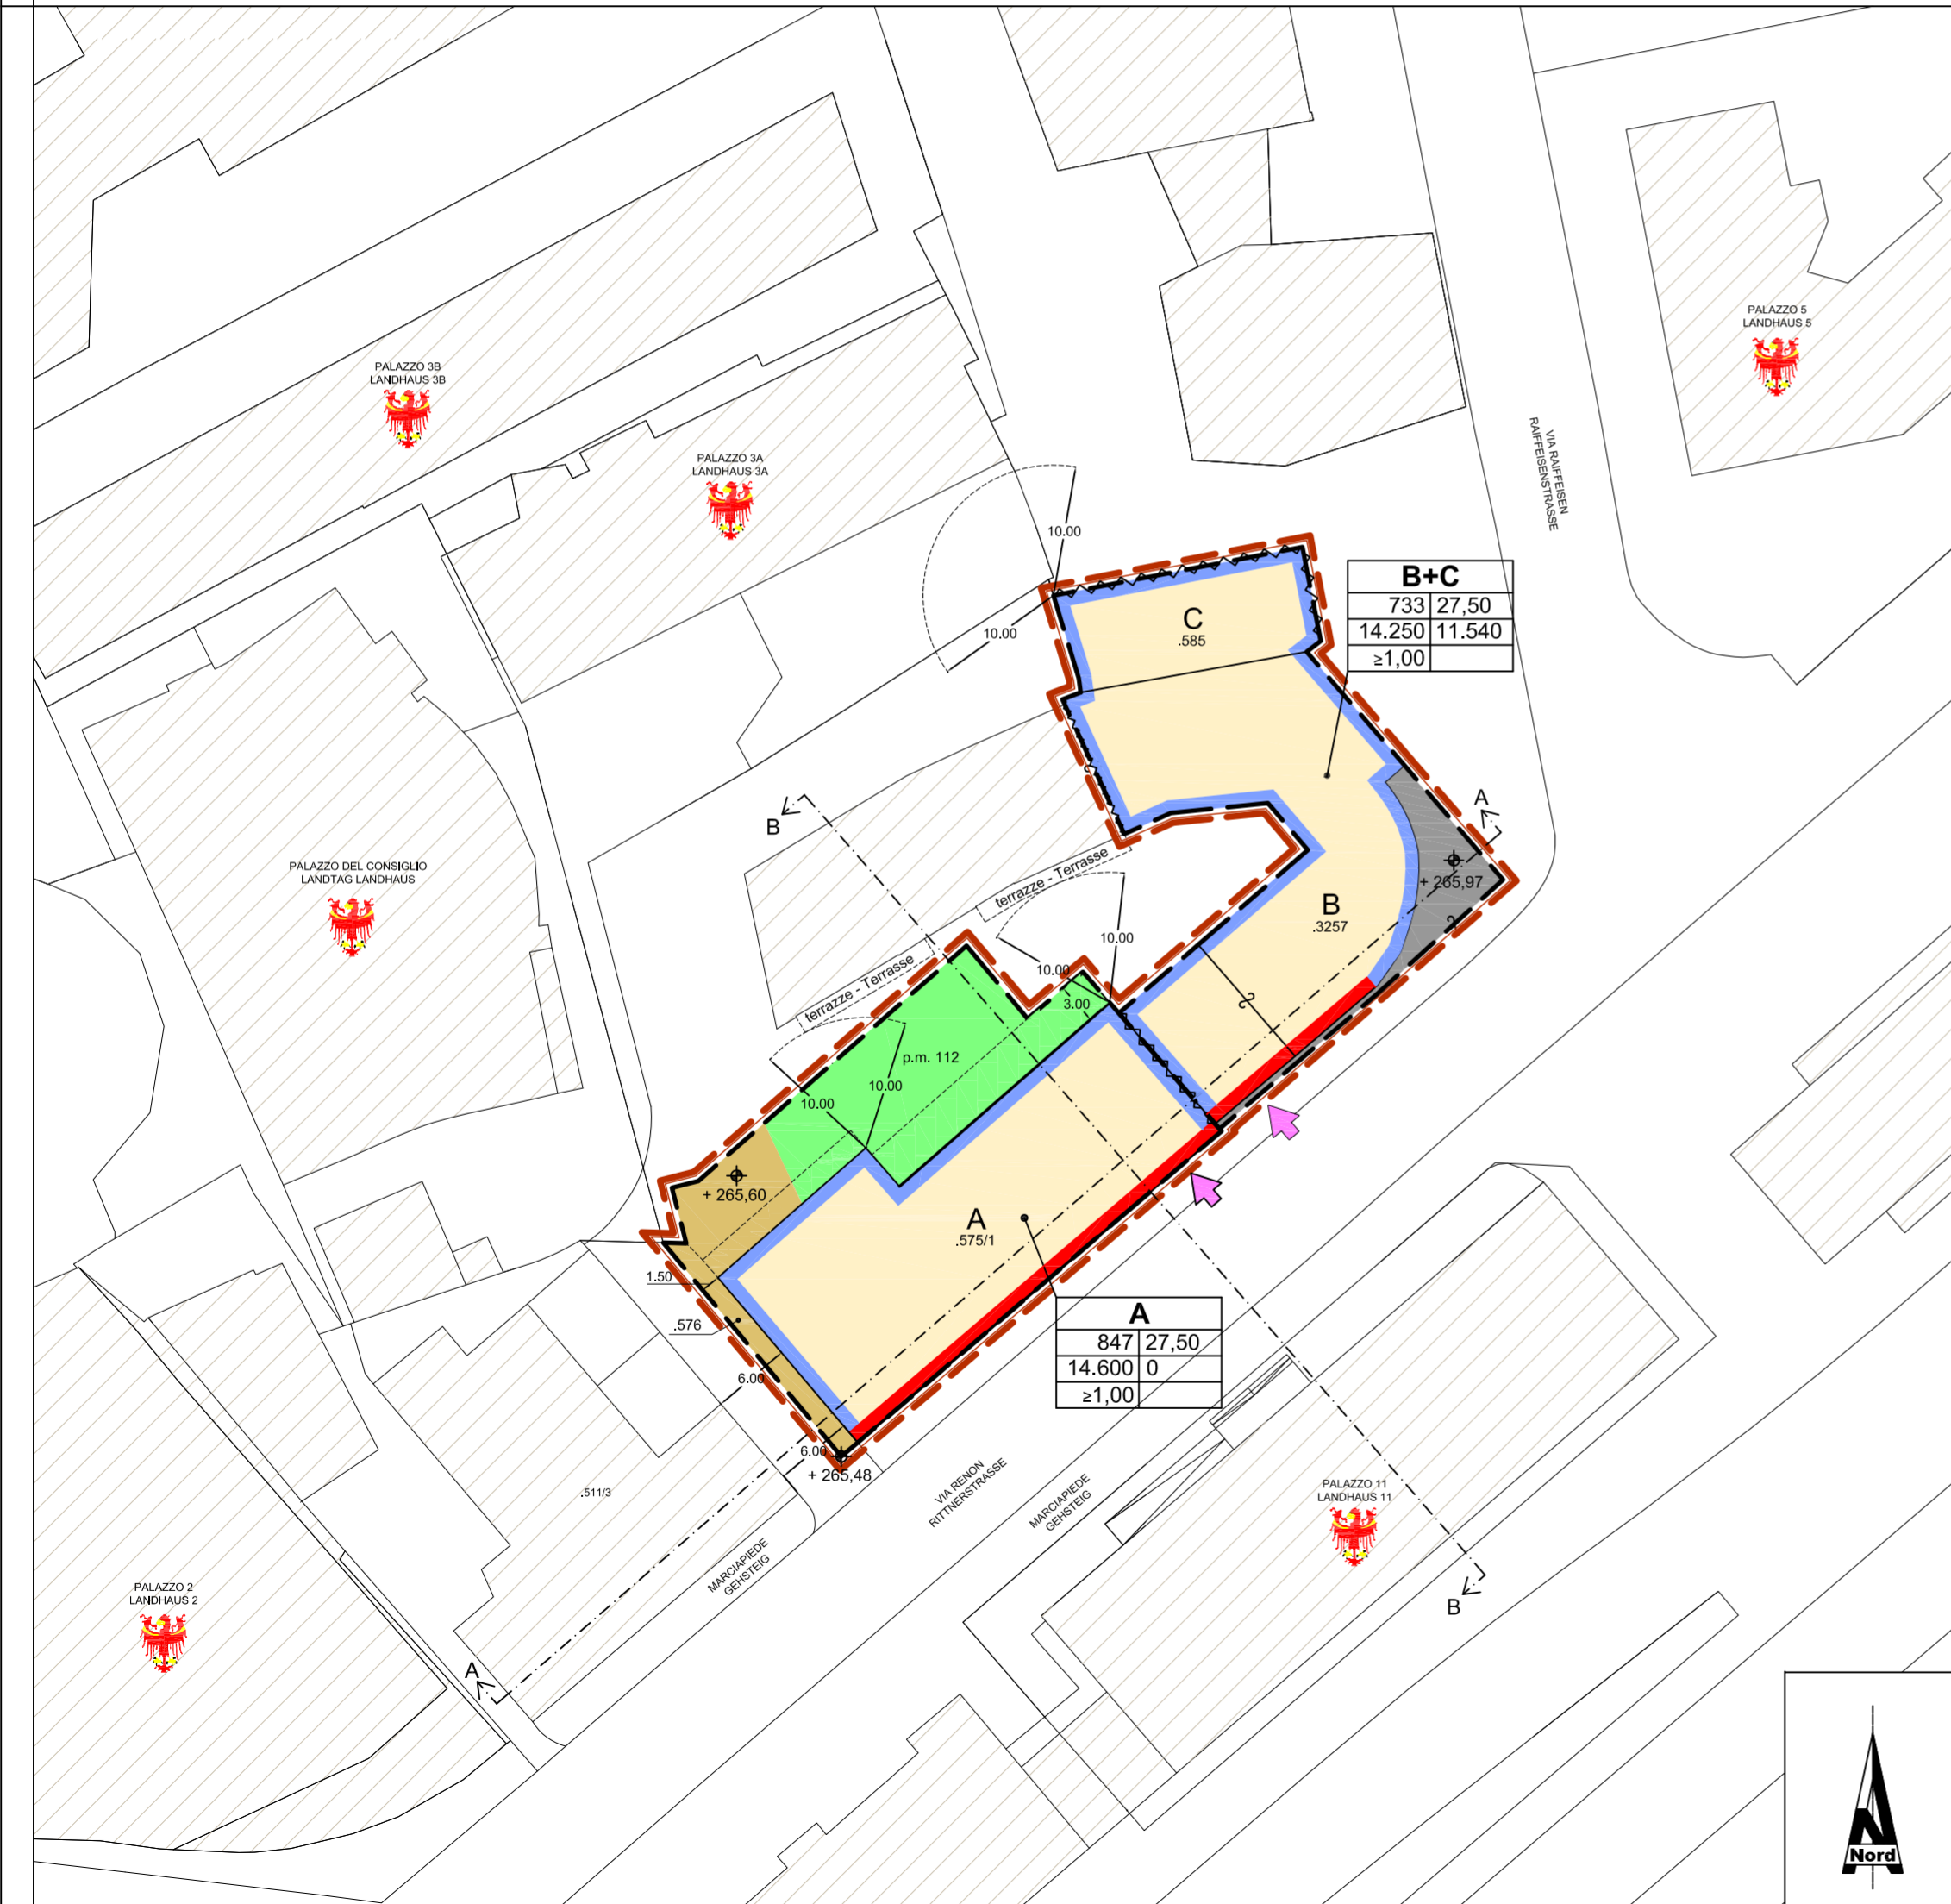 PALAZZO 5
LANDHAUS 5
PALAZZO 3B
LANDHAUS 3B
PALAZZO 3A
LANDHAUS 3A
VIA RAIFFEISEN
RAIFFEISENSTRASSE
10.00
10.00
C
.585
B+C
733 27,50
14.250 11.540
≥1,00
B
A
PALAZZO DEL CONSIGLIO
LANDTAG LANDHAUS
terrazze - Terrasse
+ 265,97
B
.3257
10.00
10.00
terrazze - Terrasse
3.00
p.m. 112
10.00
10.00
+ 265,60
A
.575/1
1.50
.576
A
847 27,50
14.600 0
≥1,00
6.00
6.00
+ 265,48
VIA RENON
RITTNERSTRASSE
MARCIAPIEDE
GEHSTEIG
.511/3
PALAZZO 11
LANDHAUS 11
MARCIAPIEDE
GEHSTEIG
PALAZZO 2
LANDHAUS 2
B
A
N
Nord